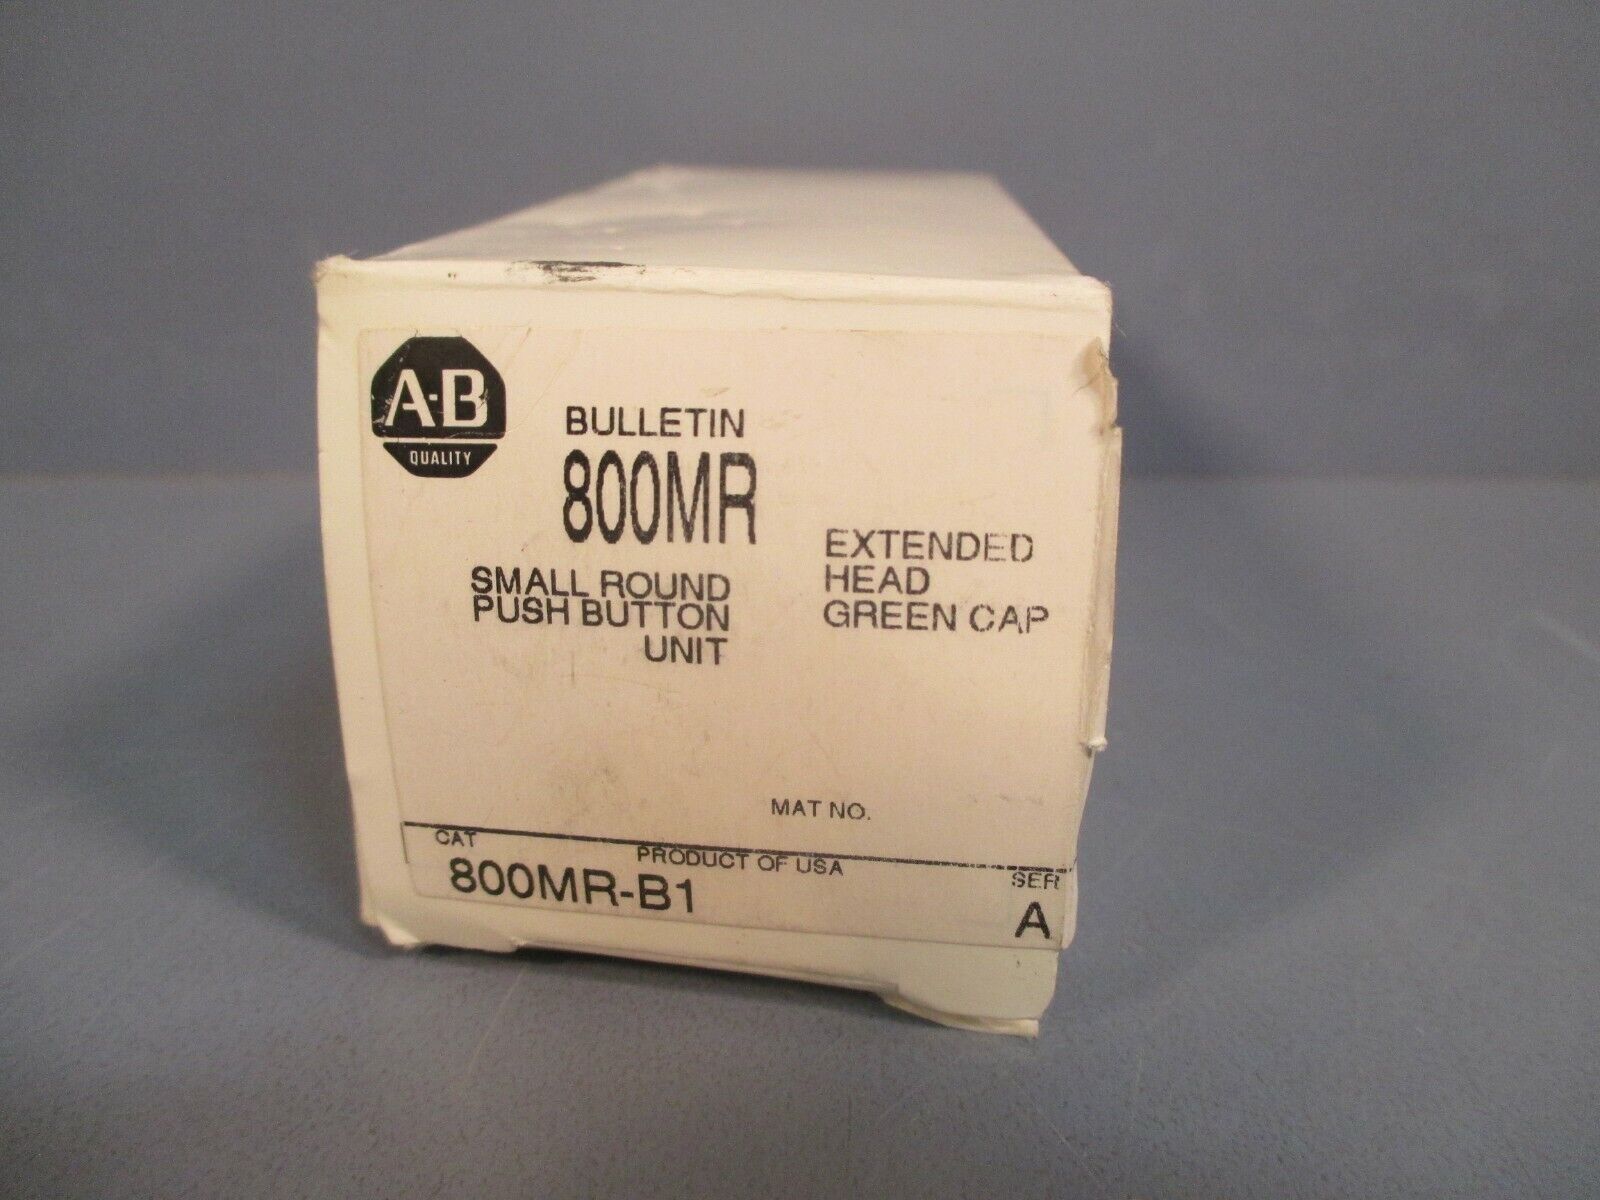 A-B
QUALITY
BULLETIN
800MR
SMALL ROUND
PUSH BUTTON
UNIT
EXTENDED
HEAD
GREEN CAP
MAT NO.
CAT
PRODUCT OF USA
SER
800MR-B1
A